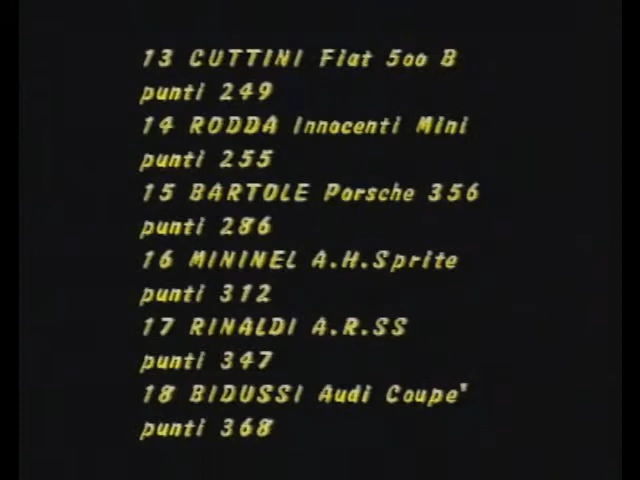 13 CUTTINI Fiat 5oo B
punti 249
14 RODDA Innocenti Mini
punti 255
15 BARTOLE Porsche 356
punti 286
16 MININEL A.H.Sprite
punti 312
17 RINALDI A.R.SS
punti 347
18 BIDUSSI Audi Coupe'
punti 368